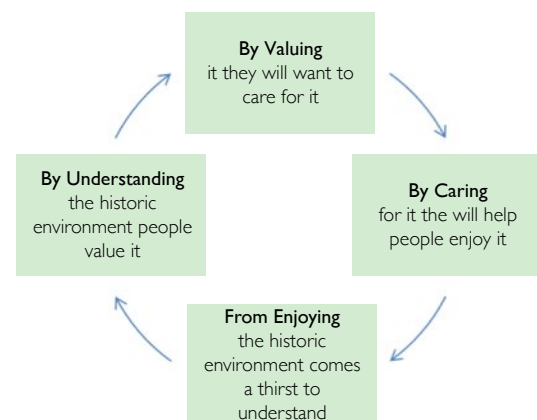 By Valuing
it they will want to
care for it
By Caring
for it the will help
people enjoy it
From Enjoying
the historic
environment comes
a thirst to
understand
By Understanding
the historic
environment people
value it